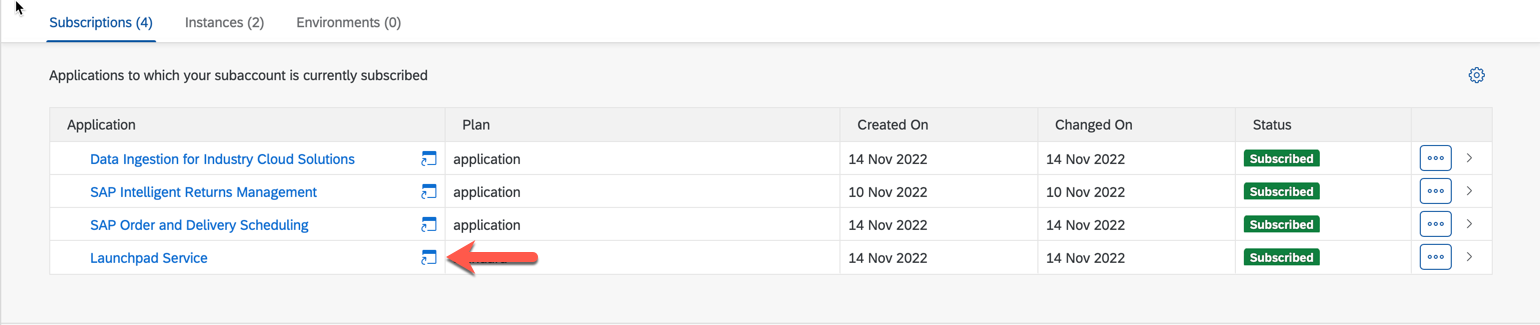 Subscriptions (4) Instances (2) Environments (0)
Applications to which your subaccount is currently subscribed
Application Plan Created On Changed On Status
Data Ingestion for Industry Cloud Solutions application 14 Nov 2022 14 Nov 2022 Subscribed
SAP Intelligent Returns Management application 10 Nov 2022 10 Nov 2022 Subscribed
SAP Order and Delivery Scheduling application 14 Nov 2022 14 Nov 2022 Subscribed
Launchpad Service 14 Nov 2022 14 Nov 2022 Subscribed